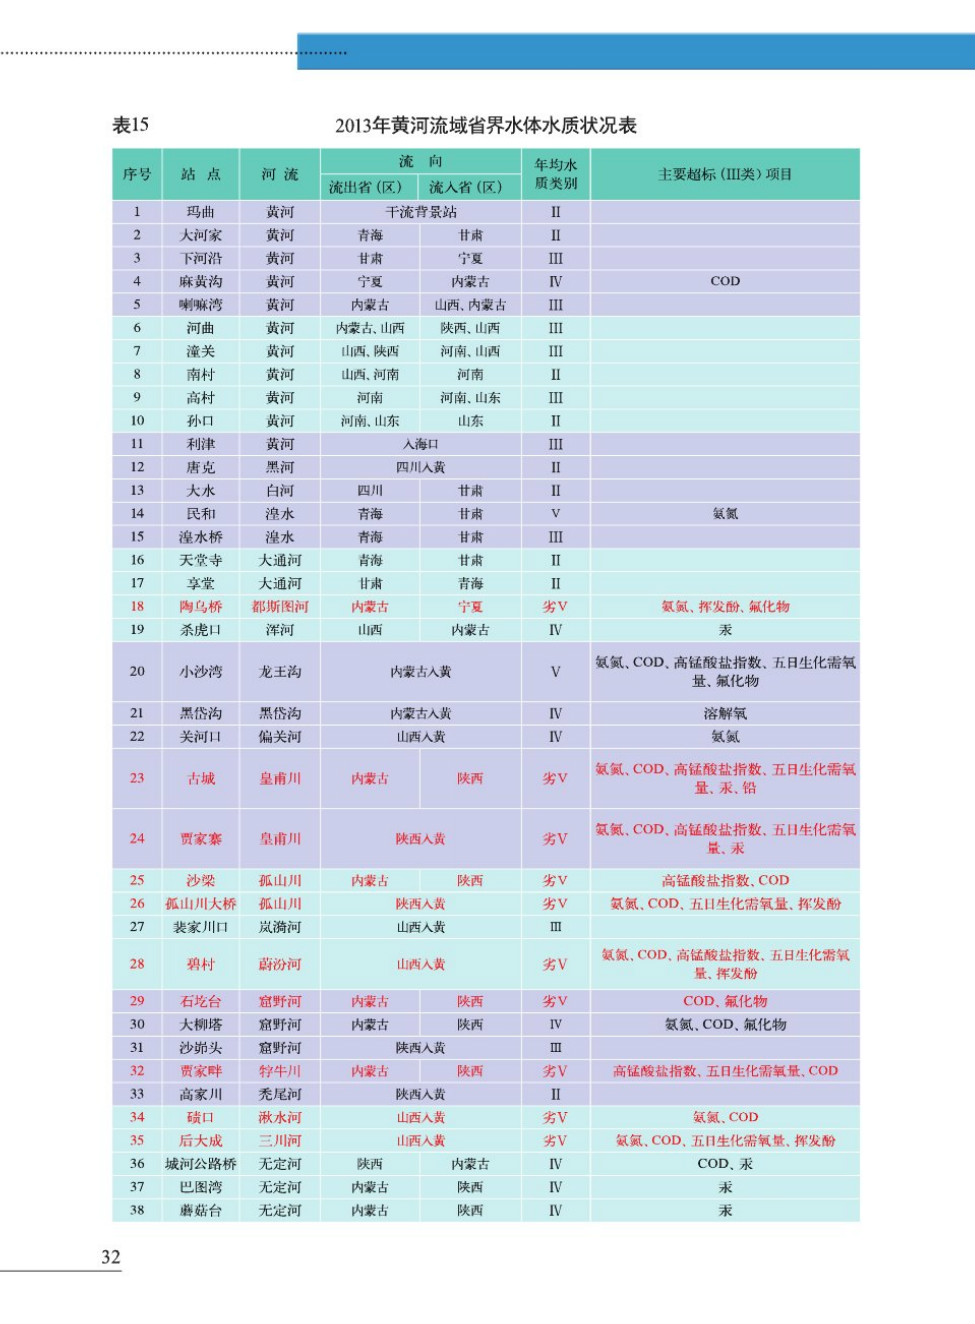 表15 2013年黄河流域省界水体水质状况表
序号 站 点 河 流 流 向 年均水质类别 主要超标(III类)项目
流出省(区) 流入省(区)
1 玛曲 黄河 干流背景站 II
2 大河家 黄河 青海 甘肃 II
3 下河沿 黄河 甘肃 宁夏 III
4 麻黄沟 黄河 宁夏 内蒙古 IV COD
5 喇嘛湾 黄河 内蒙古 山西、内蒙古 III
6 河曲 黄河 内蒙古、山西 陕西、山西 III
7 潼关 黄河 山西、陕西 河南、山西 III
8 南村 黄河 山西、河南 河南 II
9 高村 黄河 河南 河南、山东 III
10 孙口 黄河 河南、山东 山东 II
11 利津 黄河 入海口 III
12 唐克 黑河 四川入黄 II
13 大水 白河 四川 甘肃 II
14 民和 湟水 青海 甘肃 V 氨氮
15 湟水桥 湟水 青海 甘肃 III
16 天堂寺 大通河 青海 甘肃 II
17 享堂 大通河 甘肃 青海 II
18 陶乌桥 都斯图河 内蒙古 宁夏 劣V 氨氮、挥发酚、氟化物
19 杀虎口 浑河 山西 内蒙古 IV 汞
20 小沙湾 龙王沟 内蒙古入黄 V 氨氮、COD、高锰酸盐指数、五日生化需氧
量、氟化物
21 黑岱沟 黑岱沟 内蒙古入黄 IV 溶解氧
22 关河口 偏关河 山西入黄 IV 氨氮
23 古城 皇甫川 内蒙古 陕西 劣V 氨氮、COD、高锰酸盐指数、五日生化需氧
量、汞、铅
24 贾家寨 皇甫川 陕西入黄 劣V 氨氮、COD、高锰酸盐指数、五日生化需氧
量、汞
25 沙梁 孤山川 内蒙古 陕西 劣V 高锰酸盐指数、COD
26 孤山川大桥 孤山川 陕西入黄 劣V 氨氮、COD、五日生化需氧量、挥发酚
27 裴家川口 岚漪河 山西入黄 III
28 碧村 蔚汾河 山西入黄 劣V 氨氮、COD、高锰酸盐指数、五日生化需氧
量、挥发酚
29 石圪台 窟野河 内蒙古 陕西 劣V COD、氟化物
30 大柳塔 窟野河 内蒙古 陕西 IV 氨氮、COD、氟化物
31 沙峁头 窟野河 陕西入黄 III
32 贾家畔 牸牛川 内蒙古 陕西 劣V 高锰酸盐指数、五日生化需氧量、COD
33 高家川 秃尾河 陕西入黄 II
34 碛口 湫水河 山西入黄 劣V 氨氮、COD
35 后大成 三川河 山西入黄 劣V 氨氮、COD、五日生化需氧量、挥发酚
36 城河公路桥 无定河 陕西 内蒙古 IV COD、汞
37 巴图湾 无定河 内蒙古 陕西 IV 汞
38 蘑菇台 无定河 内蒙古 陕西 IV 汞
32